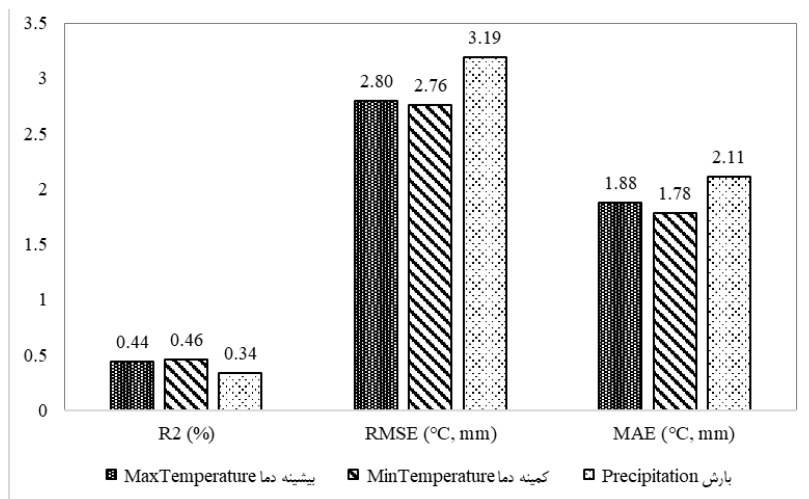 3.5
3
2.5
2
1.5
1
0.5
0
0.44
0.46
0.34
2.80
2.76
3.19
1.88
1.78
2.11
R2 (%)
RMSE (°C, mm)
MAE (°C, mm)
MaxTemperature بیشینه دما
MinTemperature کمینه دما
Precipitation بارش